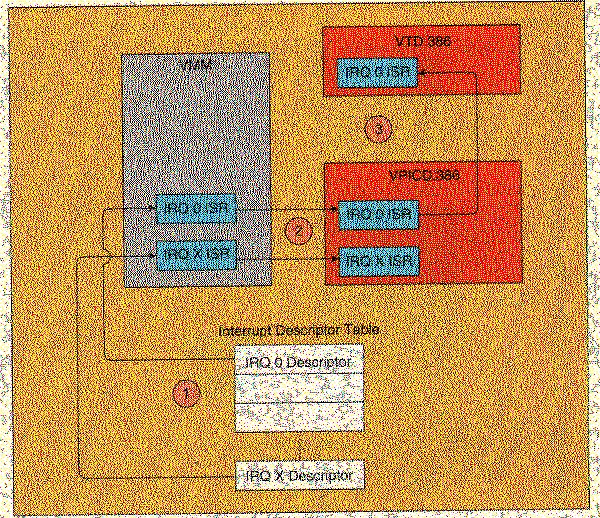 VTD 386
VMM
IRQ 0 ISR
3
VPICD 386
IRQ 0 ISR
IRQ 0 ISR
2
IRQ X ISR
IRQ X ISR
Interrupt Descriptor Table
IRQ 0 Descriptor
1
IRQ X Descriptor